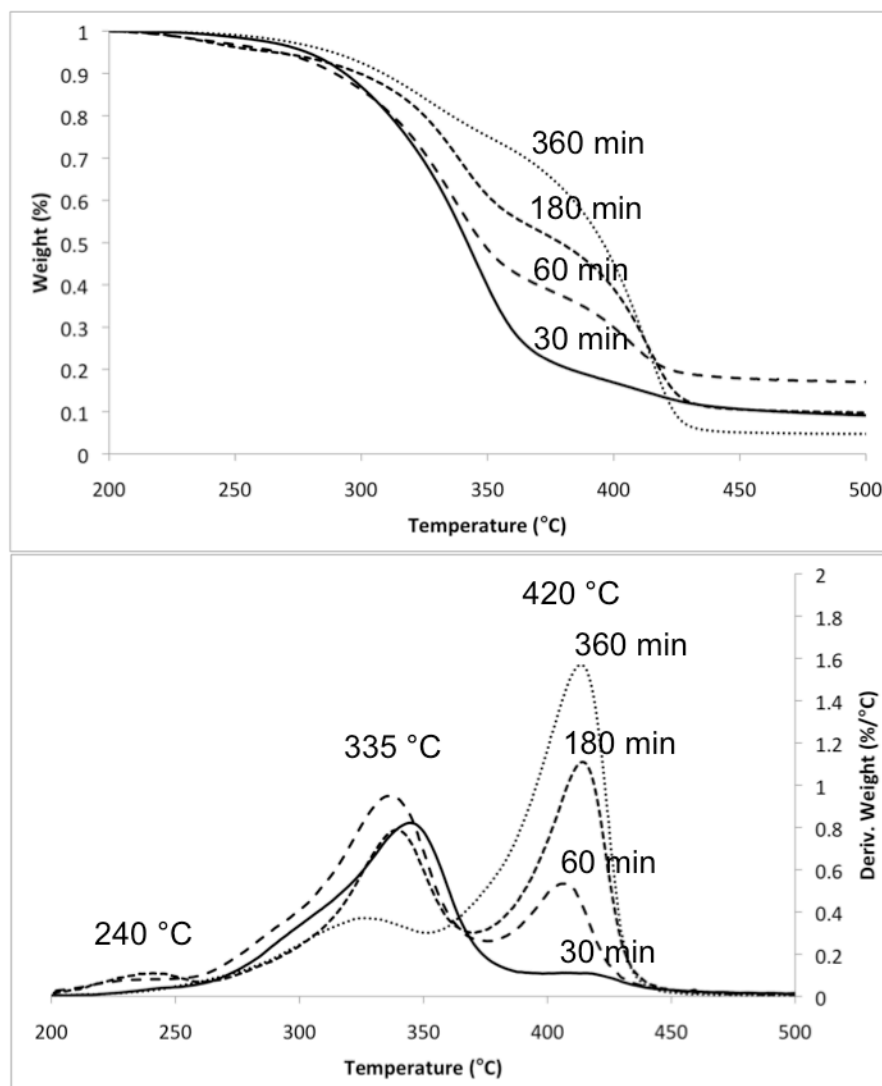 1
0.9
0.8
0.7
0.6
0.5
0.4
0.3
0.2
0.1
0
Weight (%)
360 min
180 min
60 min
30 min
200 250 300 350 400 450 500
Temperature (°C)
2
1.8
1.6
1.4
1.2
1
0.8
0.6
0.4
0.2
0
Deriv. Weight (%/°C)
420 °C
360 min
335 °C
180 min
60 min
240 °C
30 min
200 250 300 350 400 450 500
Temperature (°C)